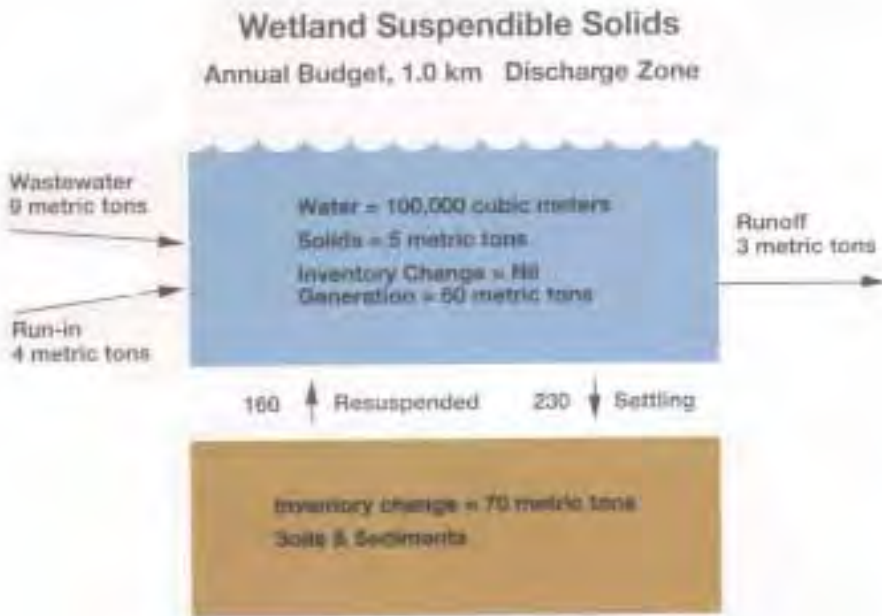 Wetland Suspendible Solids
Annual Budget, 1.0 km Discharge Zone
Wastewater
9 metric tons
Run-in
4 metric tons
Water = 100,000 cubic meters
Solids = 5 metric tons
Inventory Change = Nil
Generation = 60 metric tons
Runoff
3 metric tons
160 Resuspended 230 Settling
Inventory change = 70 metric tons
Soils & Sediments